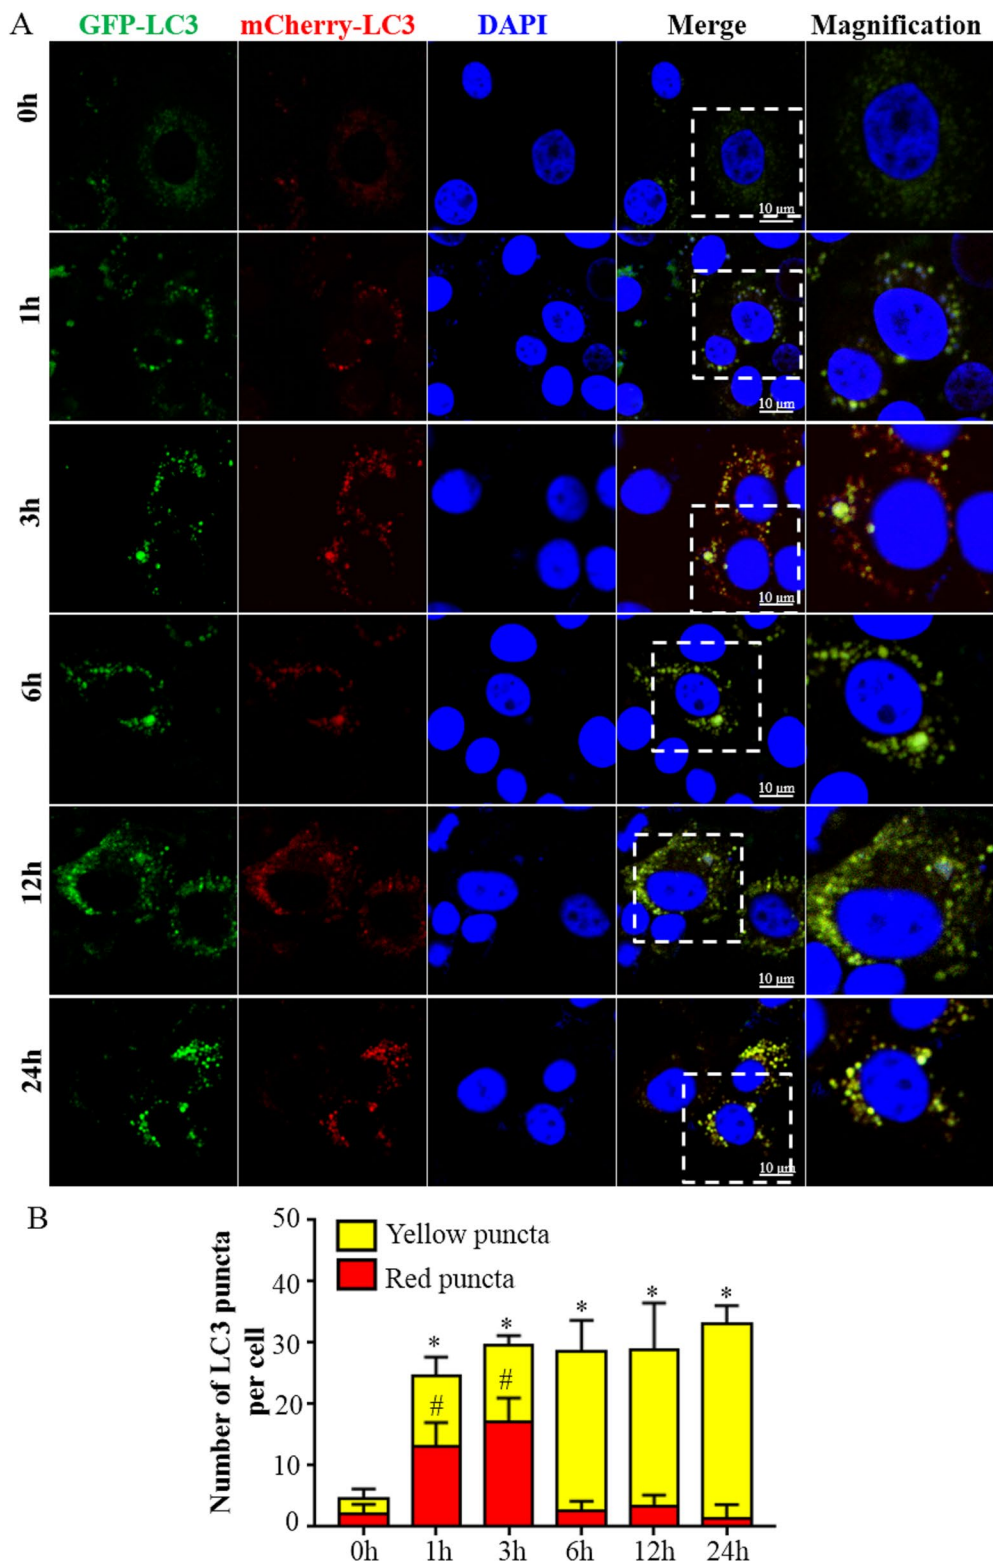 A
GFP-LC3 mCherry-LC3 DAPI Merge Magnification
0h
10 µm
1h
10 µm
3h
10 µm
6h
10 µm
12h
10 µm
24h
10 µm
B
Number of LC3 puncta
per cell
50
40
30
20
10
0
Yellow puncta
Red puncta
* * * * *
# #
0h 1h 3h 6h 12h 24h